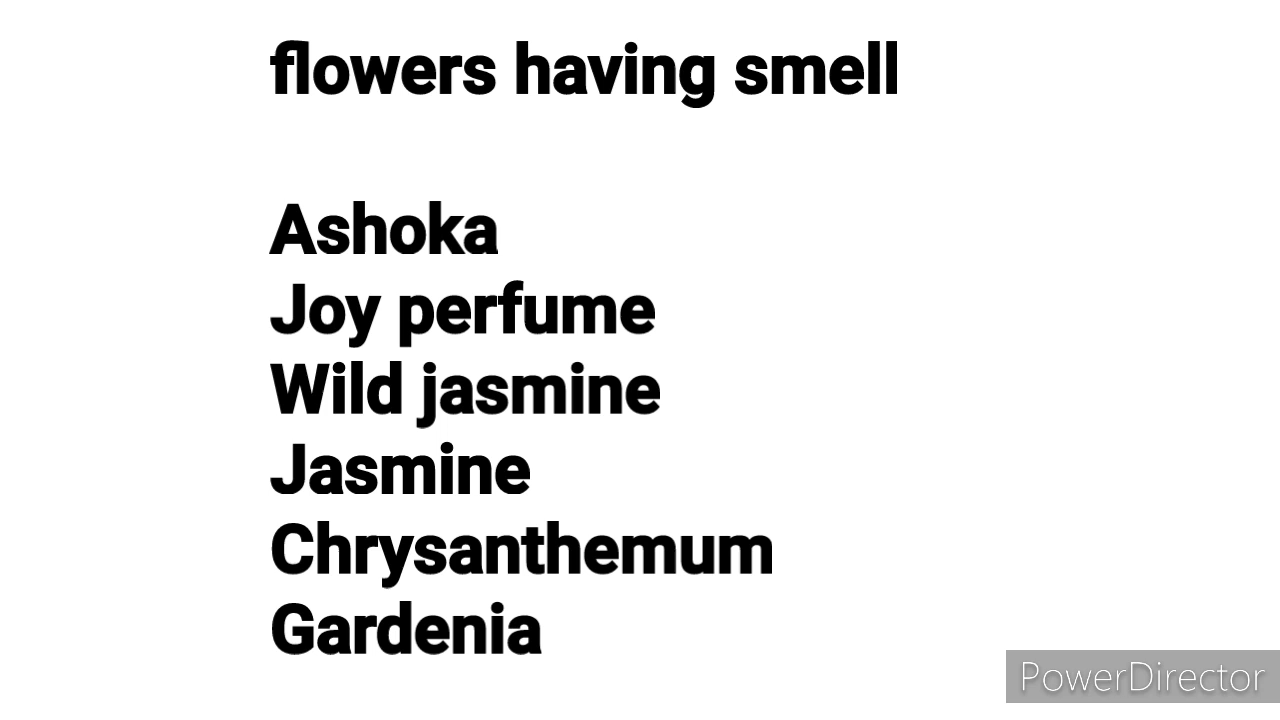 flowers having smell
Ashoka
Joy perfume
Wild jasmine
Jasmine
Chrysanthemum
Gardenia
PowerDirector